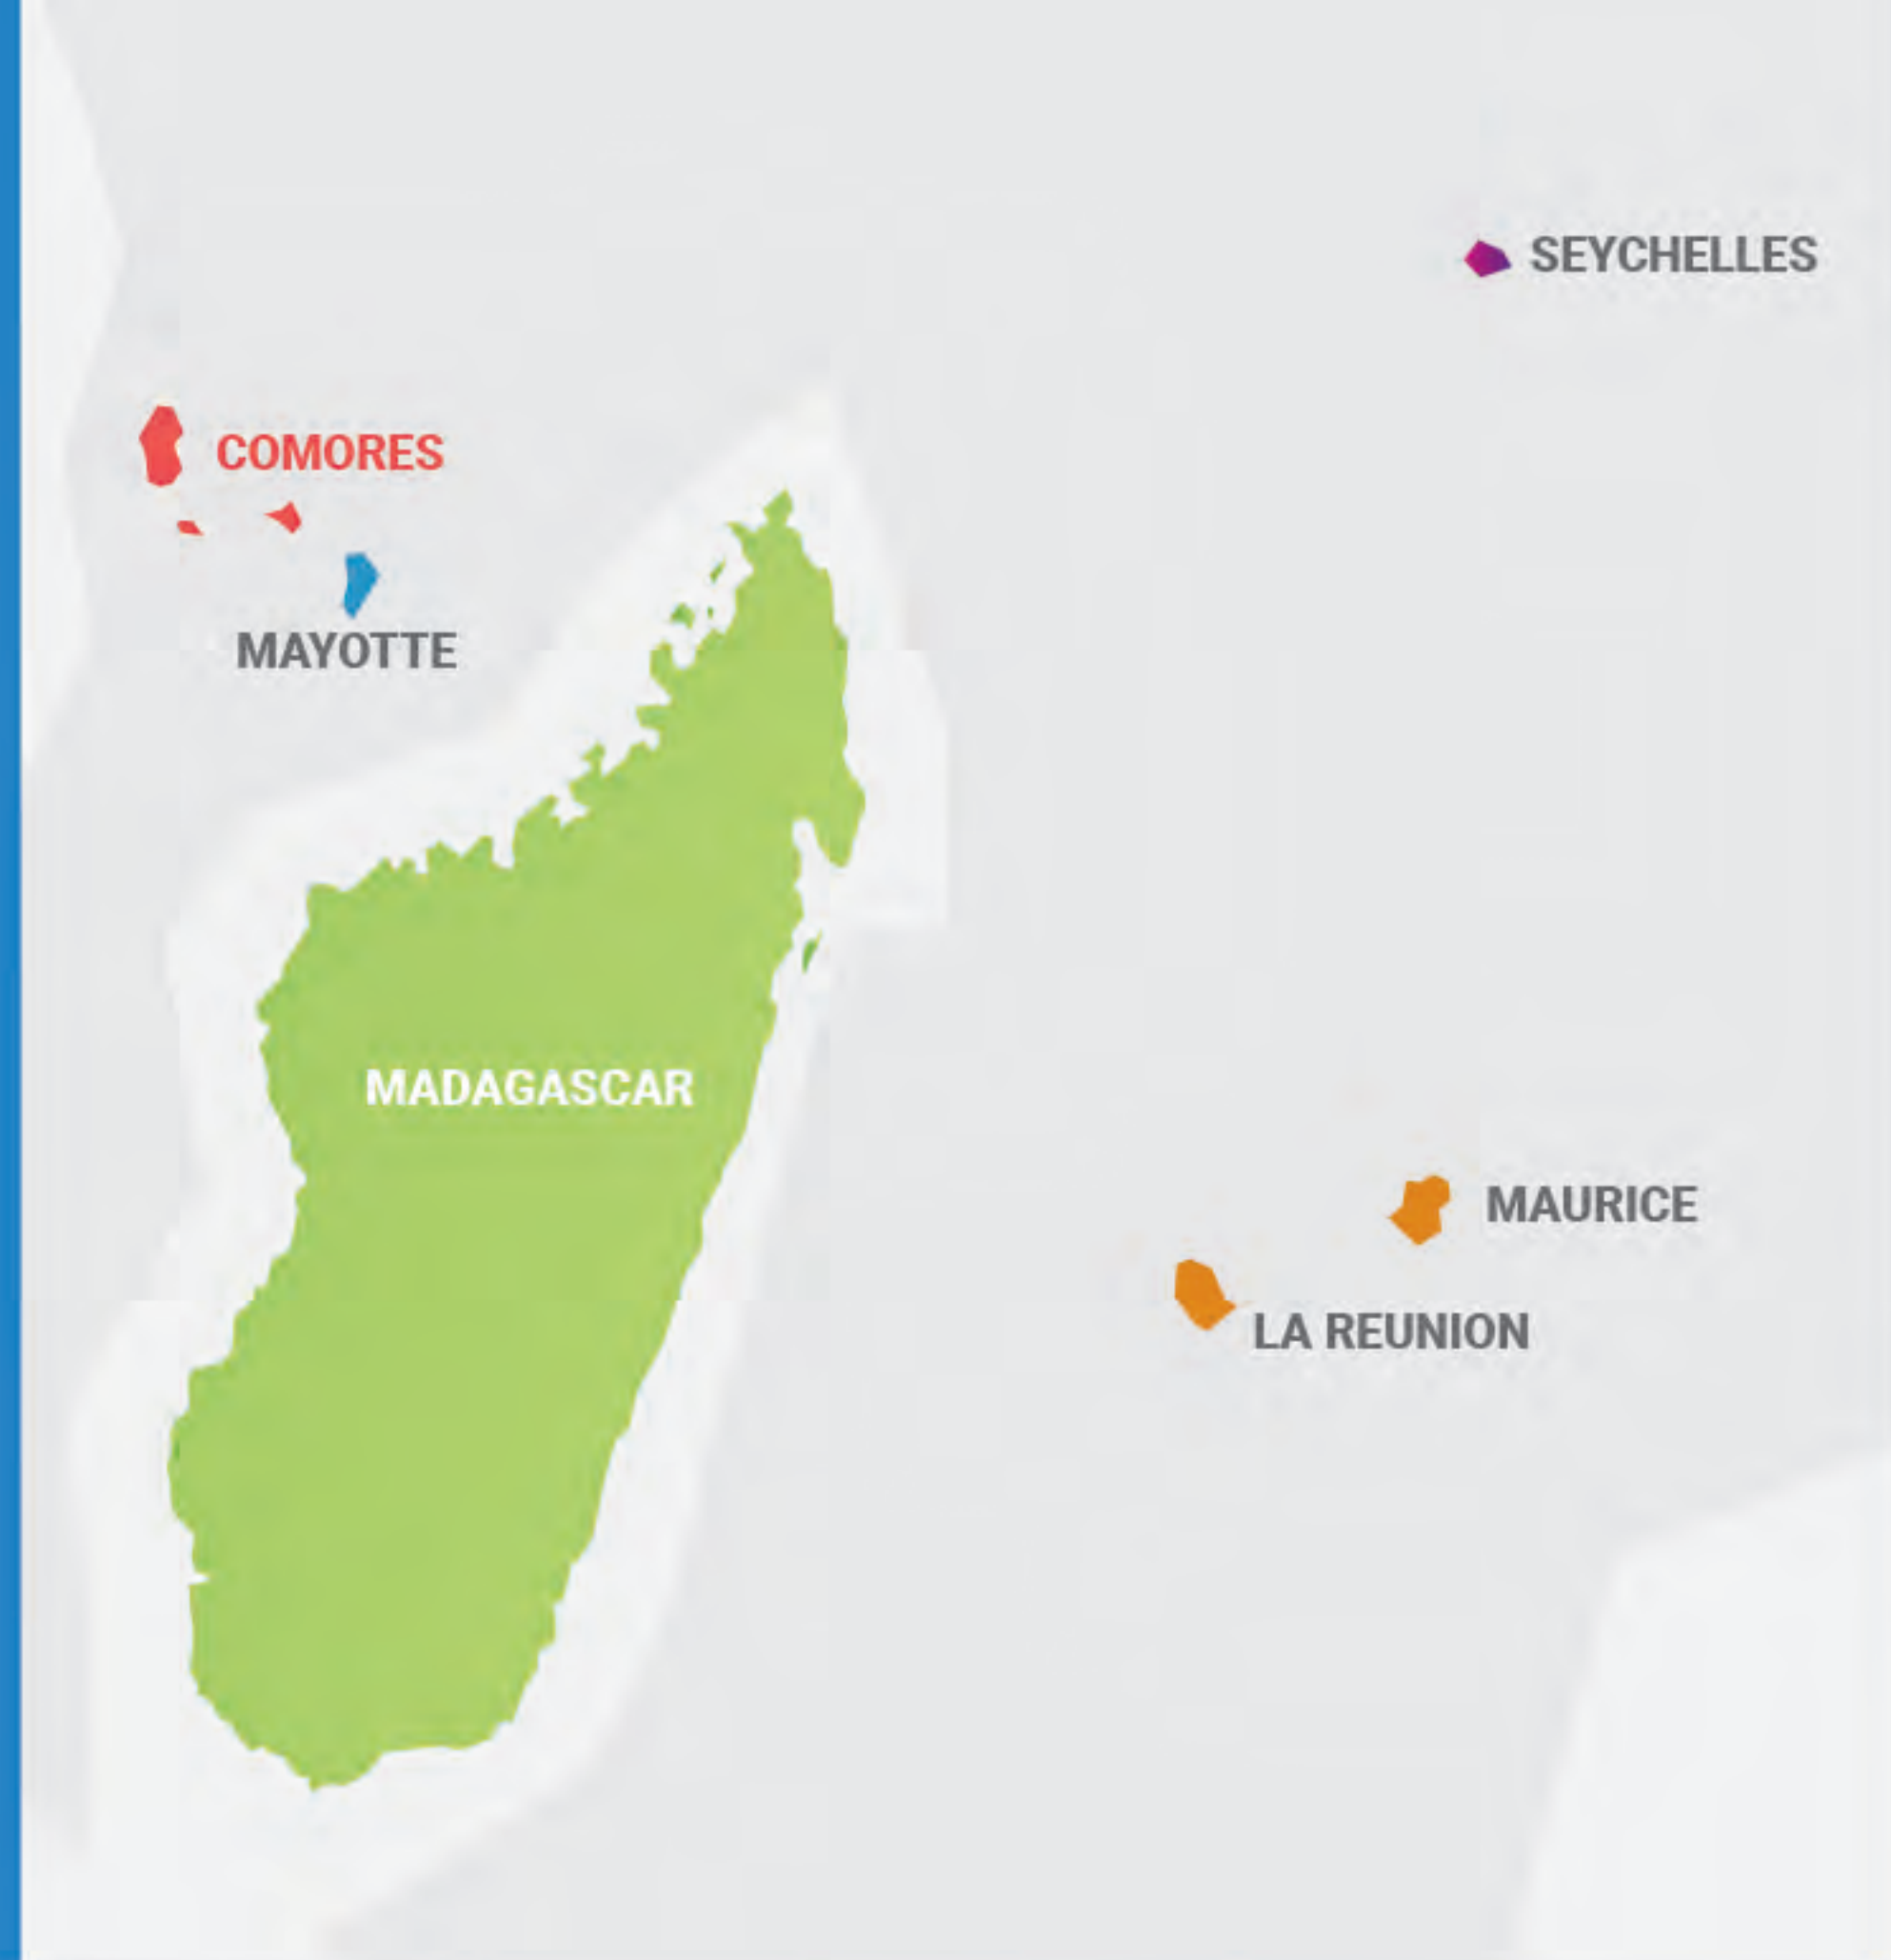 SEYCHELLES
COMORES
MAYOTTE
MADAGASCAR
MAURICE
LA REUNION